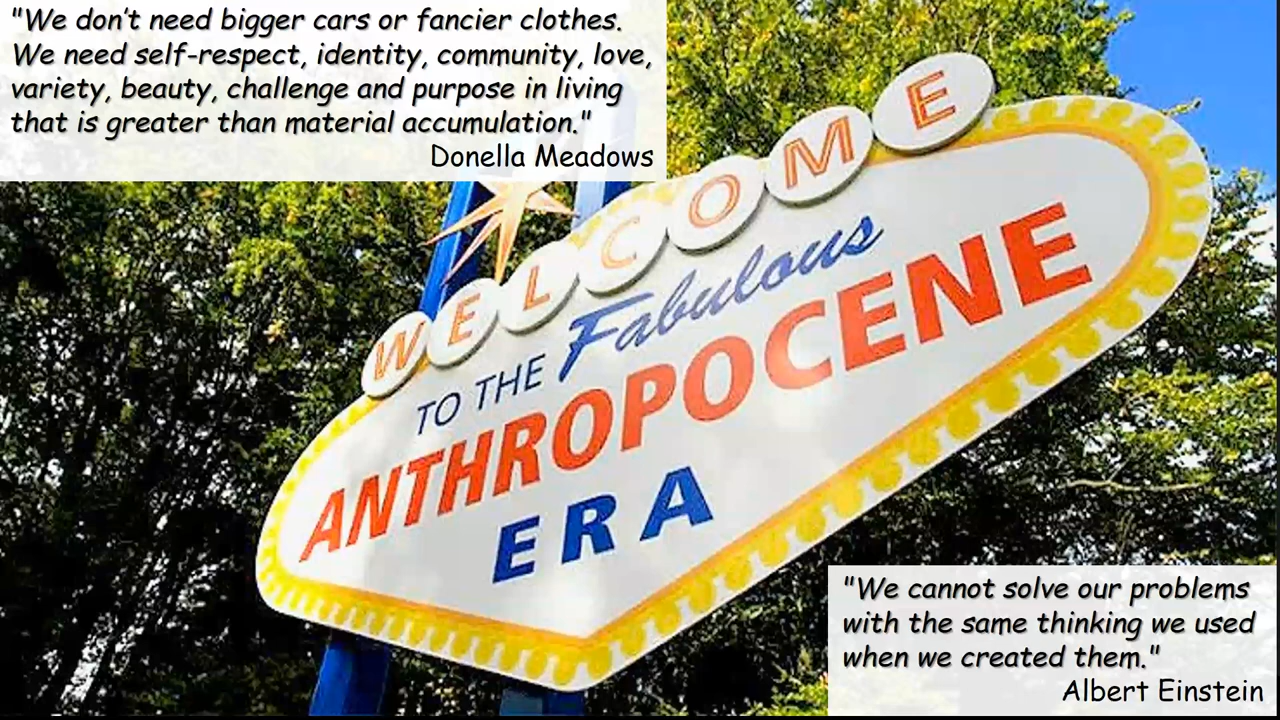 "We don't need bigger cars or fancier clothes.
We need self-respect, identity, community, love,
variety, beauty, challenge and purpose in living
that is greater than material accumulation."
Donella Meadows
WELCOME
TO THE Fabulous
ANTHROPOCENE
ERA
"We cannot solve our problems
with the same thinking we used
when we created them."
Albert Einstein